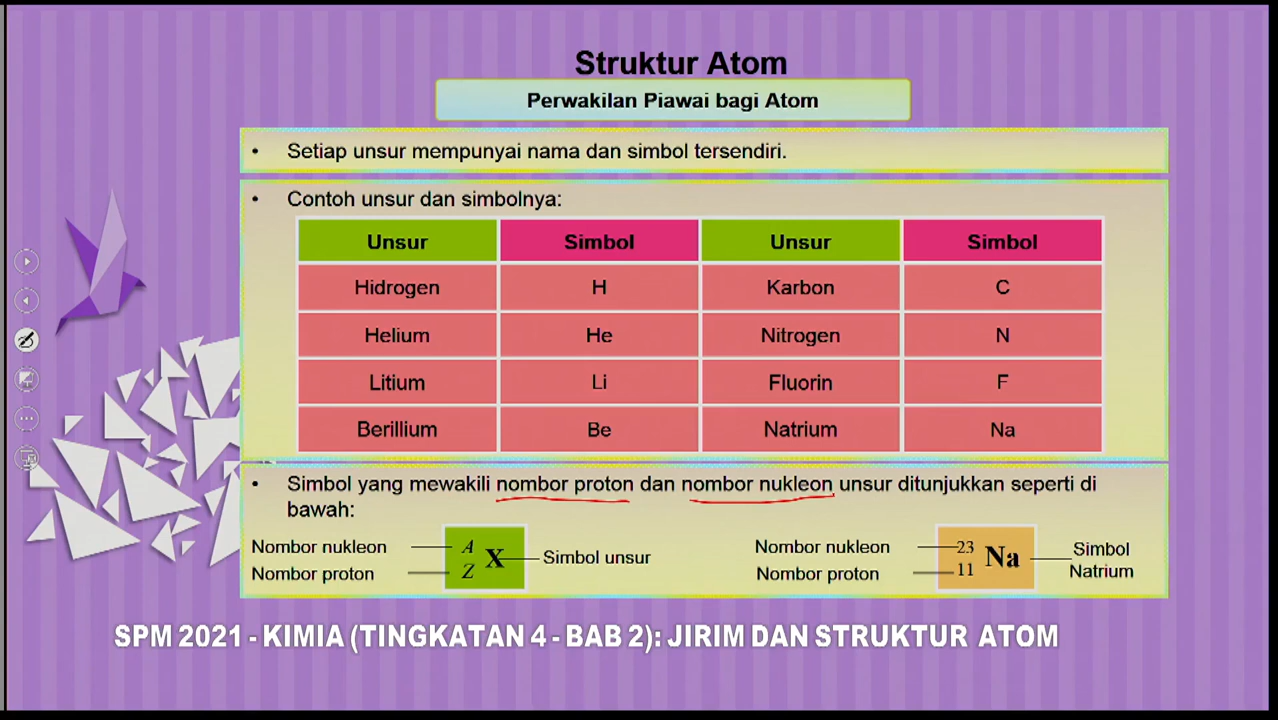 Struktur Atom
Perwakilan Piawai bagi Atom
• Setiap unsur mempunyai nama dan simbol tersendiri.
• Contoh unsur dan simbolnya:
Unsur Simbol Unsur Simbol
Hidrogen H Karbon C
Helium He Nitrogen N
Litium Li Fluorin F
Berillium Be Natrium Na
• Simbol yang mewakili nombor proton dan nombor nukleon unsur ditunjukkan seperti di
bawah:
Nombor nukleon A
Nombor proton Z
X Simbol unsur
Nombor nukleon 23
Nombor proton 11
Na Simbol
Natrium
SPM 2021 - KIMIA (TINGKATAN 4 - BAB 2): JIRIM DAN STRUKTUR ATOM